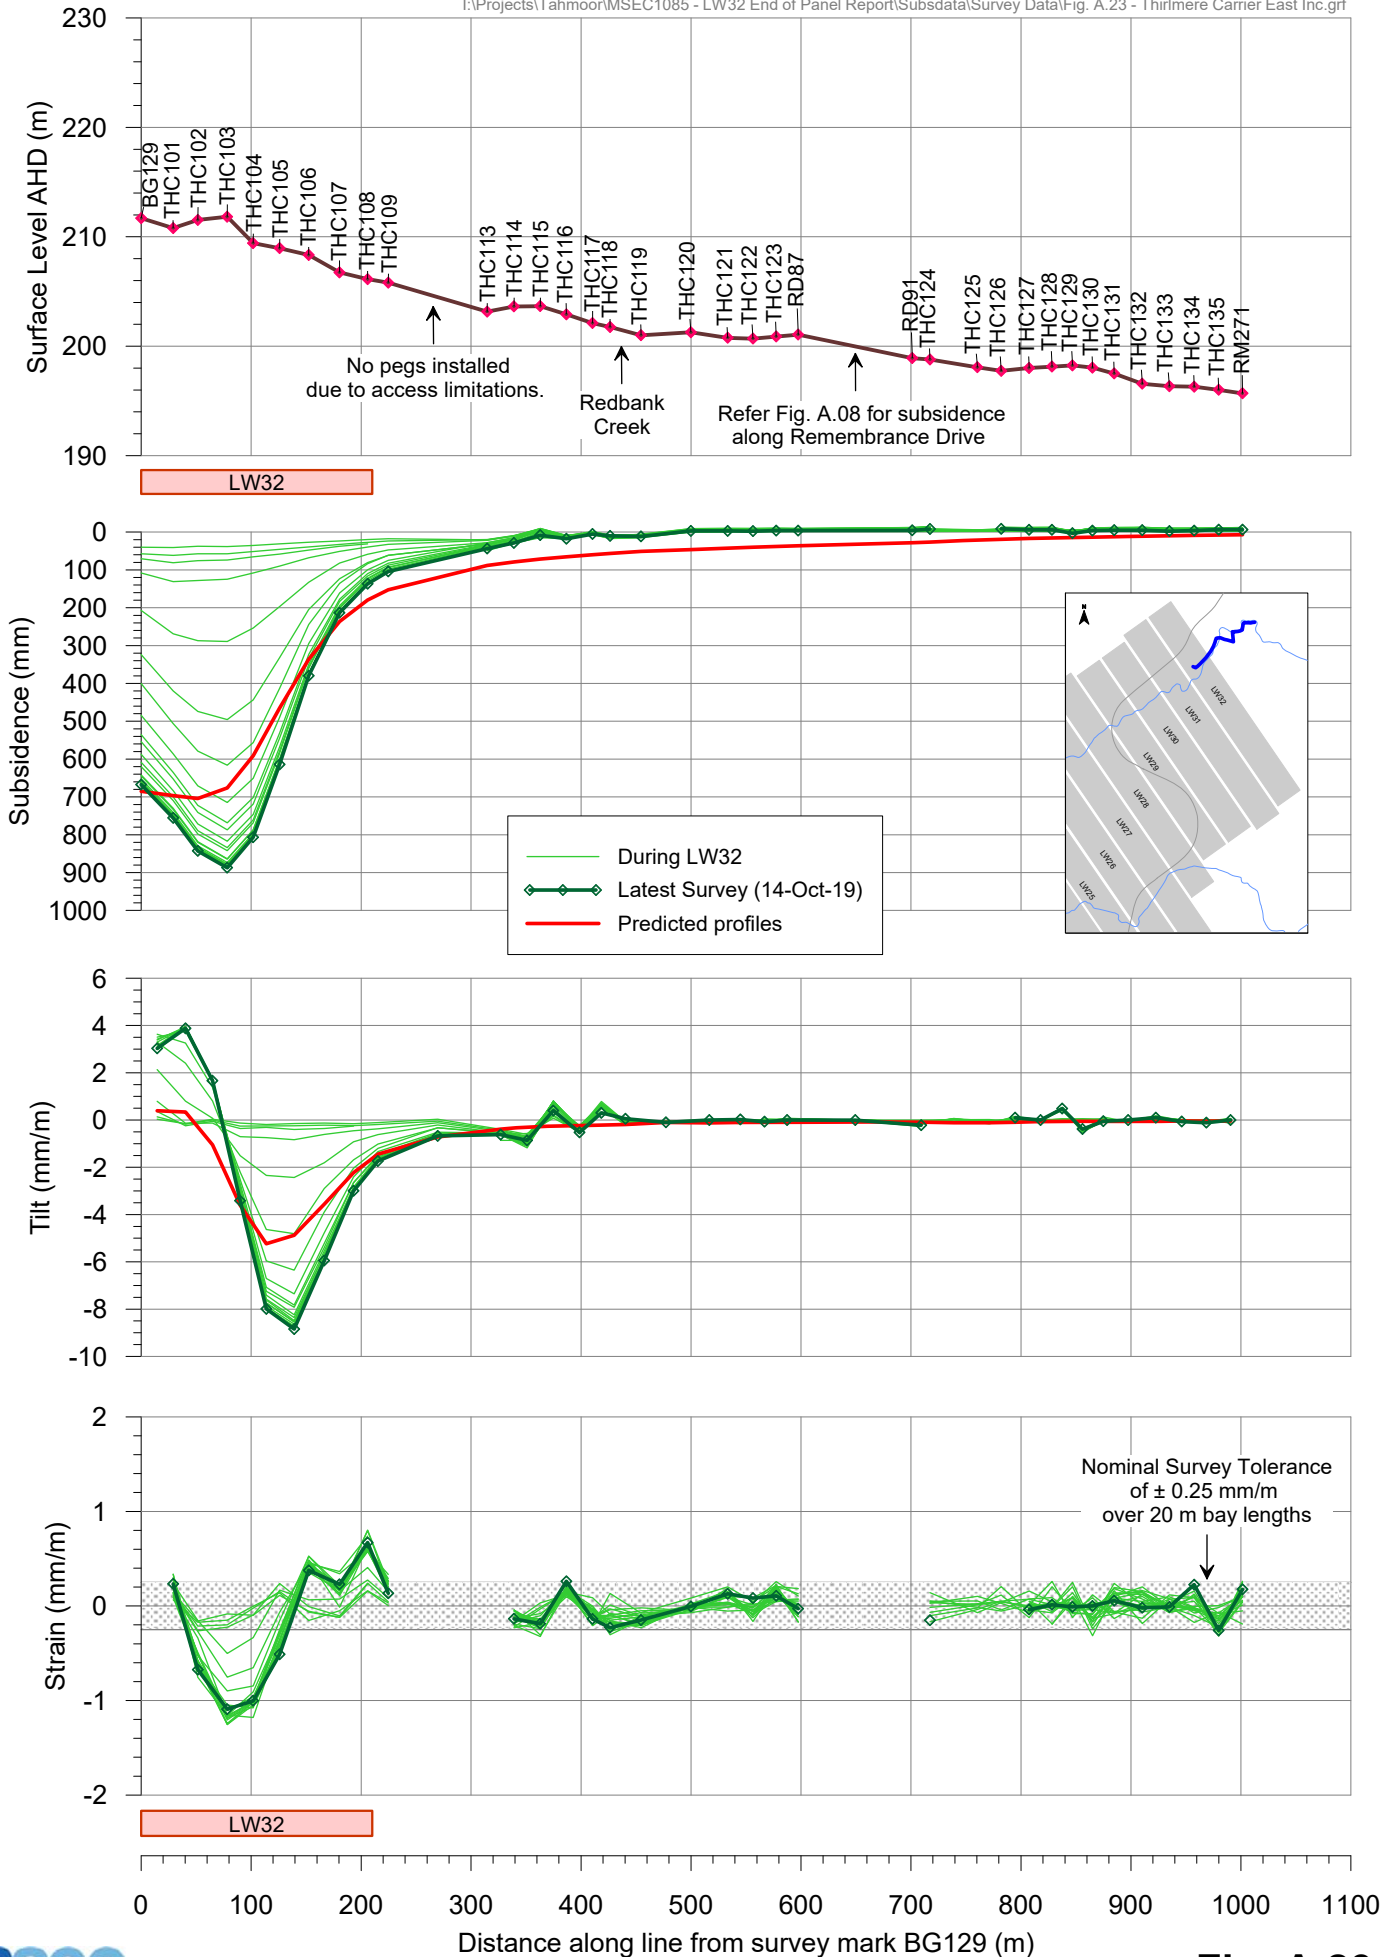 T:\Projects\Tahmoor\MSEC1085 - LW32 End of Panel Report\Subsdata\Survey Data\Fig. A.23 - Thirlmere Carrier East Inc.grf
230
220
210
200
190
Surface Level AHD (m)
BG129
THC101
THC102
THC103
THC104
THC105
THC106
THC107
THC108
THC109
THC113
THC114
THC115
THC116
THC117
THC118
THC119
THC120
THC121
THC122
THC123
RD87
RD91
THC124
THC125
THC126
THC127
THC128
THC129
THC130
THC131
THC132
THC133
THC134
THC135
RM271
No pegs installed
due to access limitations.
Redbank
Creek
Refer Fig. A.08 for subsidence
along Remembrance Drive
LW32
0
100
200
300
400
500
600
700
800
900
1000
Subsidence (mm)
During LW32
Latest Survey (14-Oct-19)
Predicted profiles
N
LW32
LW31
LW30
LW29
LW28
LW27
LW26
LW25
6
4
2
0
-2
-4
-6
-8
-10
Tilt (mm/m)
2
1
0
-1
-2
Strain (mm/m)
Nominal Survey Tolerance
of ± 0.25 mm/m
over 20 m bay lengths
LW32
0 100 200 300 400 500 600 700 800 900 1000 1100
Distance along line from survey mark BG129 (m)